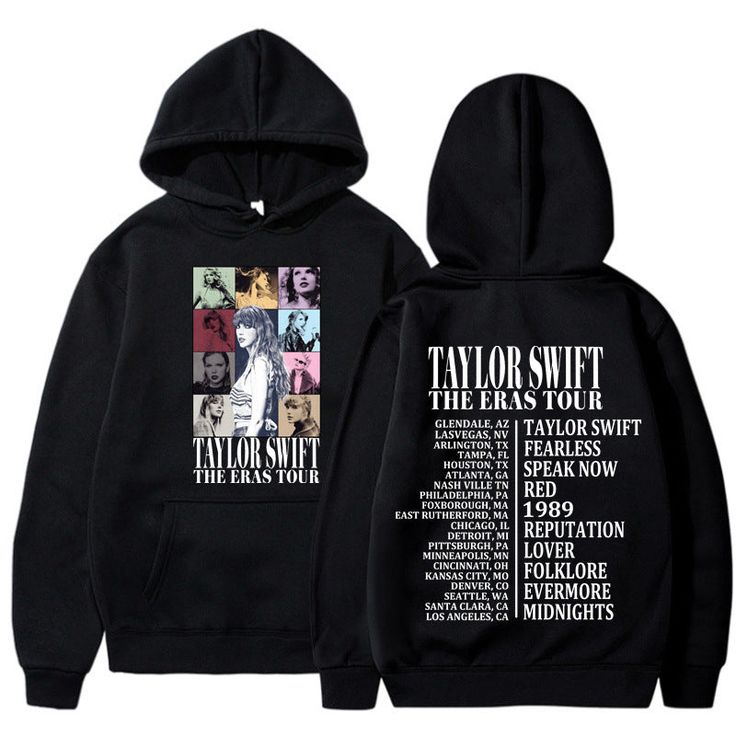 TAYLOR SWIFT
THE ERAS TOUR
TAYLOR SWIFT
THE ERAS TOUR
GLENDALE, AZ
LASVEGAS, NV
ARLINGTON, TX
TAMPA, FL
HOUSTON, TX
ATLANTA, GA
NASH VILLE TN
PHILADELPHIA, PA
FOXBOROUGH, MA
EAST RUTHERFORD, MA
CHICAGO, IL
DETROIT, MI
PITTSBURGH, PA
MINNEAPOLIS, MN
CINCINNATI, OH
KANSAS CITY, MO
DENVER, CO
SEATTLE, WA
SANTA CLARA, CA
LOS ANGELES, CA
TAYLOR SWIFT
FEARLESS
SPEAK NOW
RED
1989
REPUTATION
LOVER
FOLKLORE
EVERMORE
MIDNIGHTS